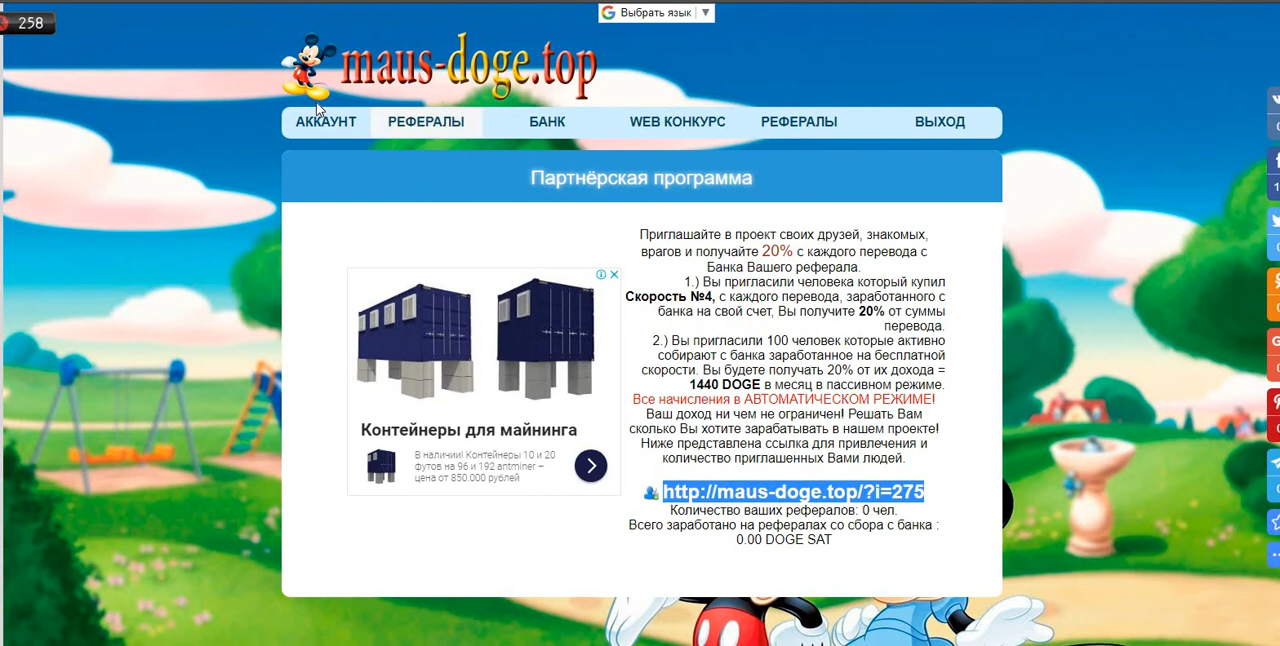 258
Выбрать язык ▼
maus-doge.top
АККАУНТ РЕФЕРАЛЫ БАНК WEB КОНКУРС РЕФЕРАЛЫ ВЫХОД
Партнёрская программа
Приглашайте в проект своих друзей, знакомых,
врагов и получайте 20% с каждого перевода с
Банка Вашего реферала.
1.) Вы пригласили человека который купил
Скорость №4, с каждого перевода, заработанного с
банка на свой счет, Вы получите 20% от суммы
перевода.
2.) Вы пригласили 100 человек которые активно
собирают с банка заработанное на бесплатной
скорости. Вы будете получать 20% от их дохода =
1440 DOGE в месяц в пассивном режиме.
Все начисления в АВТОМАТИЧЕСКОМ РЕЖИМЕ!
Ваш доход ни чем не ограничен! Решать Вам
сколько Вы хотите зарабатывать в нашем проекте!
Ниже представлена ссылка для привлечения и
количество приглашенных Вами людей.
http://maus-doge.top/?i=275
Количество ваших рефералов: 0 чел.
Всего заработано на рефералах со сбора с банка :
0.00 DOGE SAT
Контейнеры для майнинга
В наличии! Контейнеры 10 и 20
футов на 96 и 192 antminer –
цена от 850.000 рублей